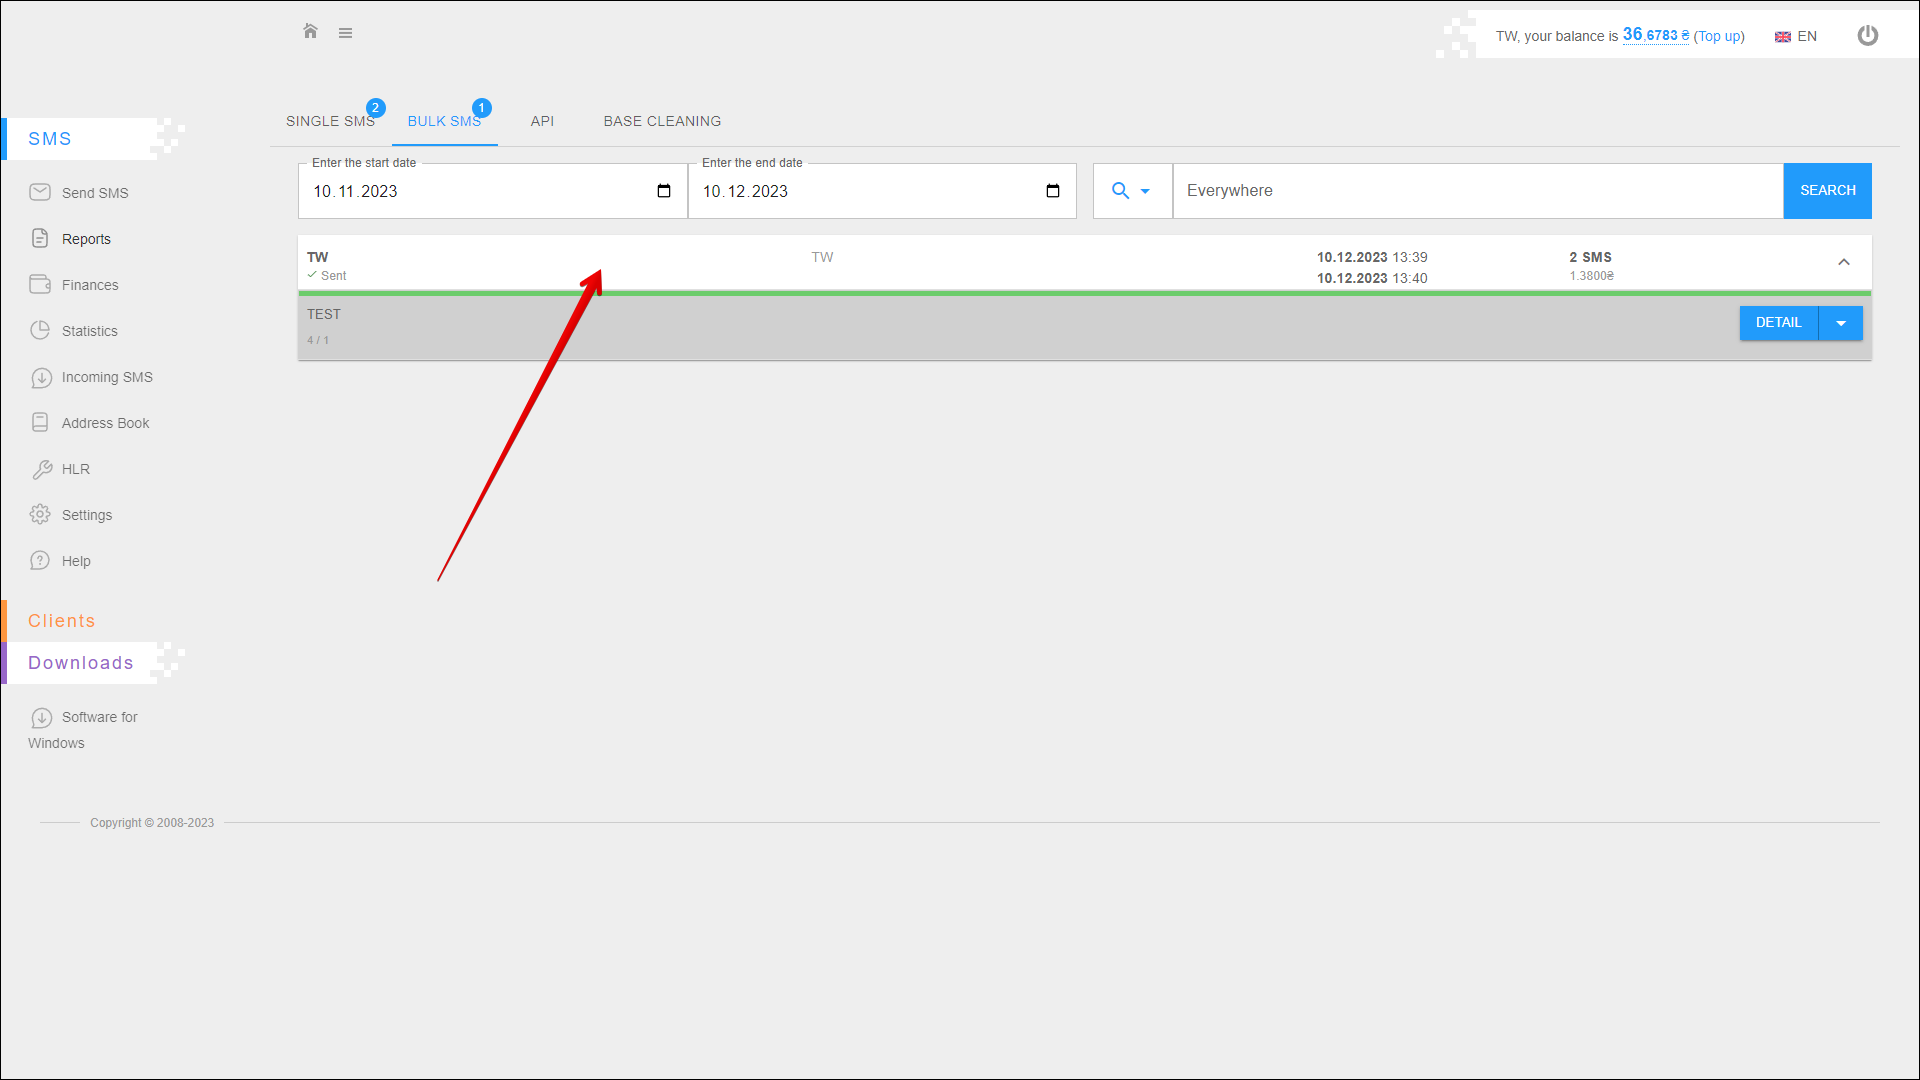 TW, your balance is 36,6783 ₴ (Top up)
EN
SMS
Send SMS
Reports
Finances
Statistics
Incoming SMS
Address Book
HLR
Settings
Help
Clients
Downloads
Software for
Windows
SINGLE SMS 2
BULK SMS 1
API
BASE CLEANING
Enter the start date
10.11.2023
Enter the end date
10.12.2023
Everywhere
SEARCH
TW
Sent
TW
10.12.2023 13:39
10.12.2023 13:40
2 SMS
1.3800₴
TEST
4 / 1
DETAIL
Copyright © 2008-2023